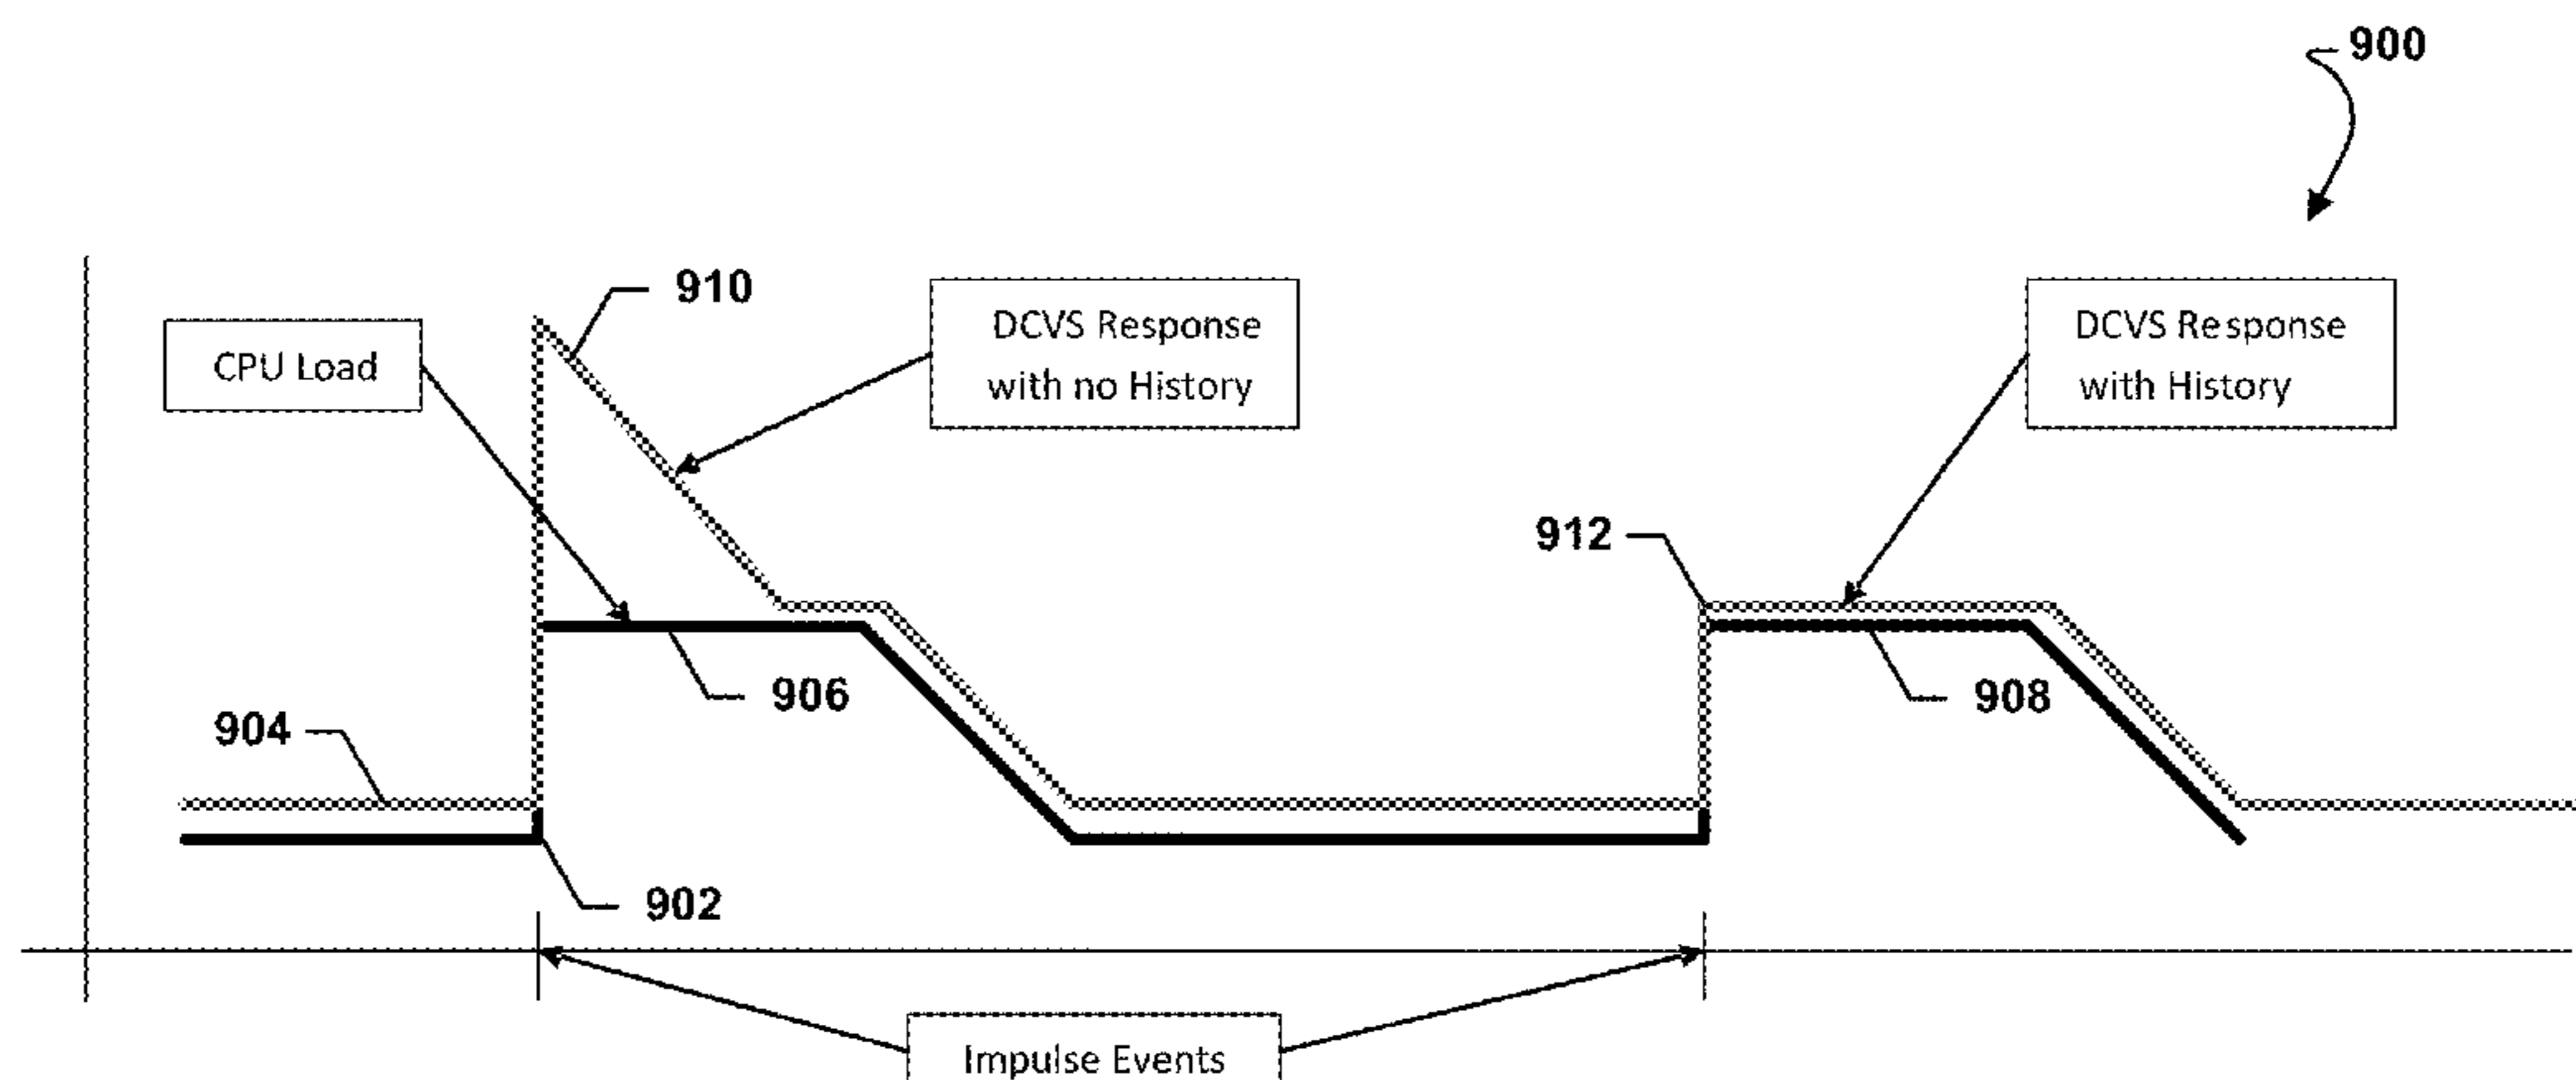 900
910
DCVS Response
with no History
DCVS Response
with History
CPU Load
912
906
908
904
902
Impulse Events